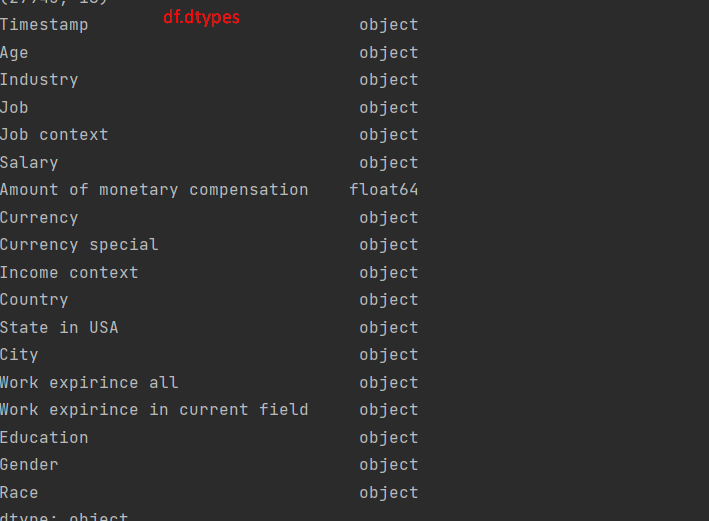 df.dtypes
Timestamp object
Age object
Industry object
Job object
Job context object
Salary object
Amount of monetary compensation float64
Currency object
Currency special object
Income context object
Country object
State in USA object
City object
Work expirince all object
Work expirince in current field object
Education object
Gender object
Race object
dtype: object